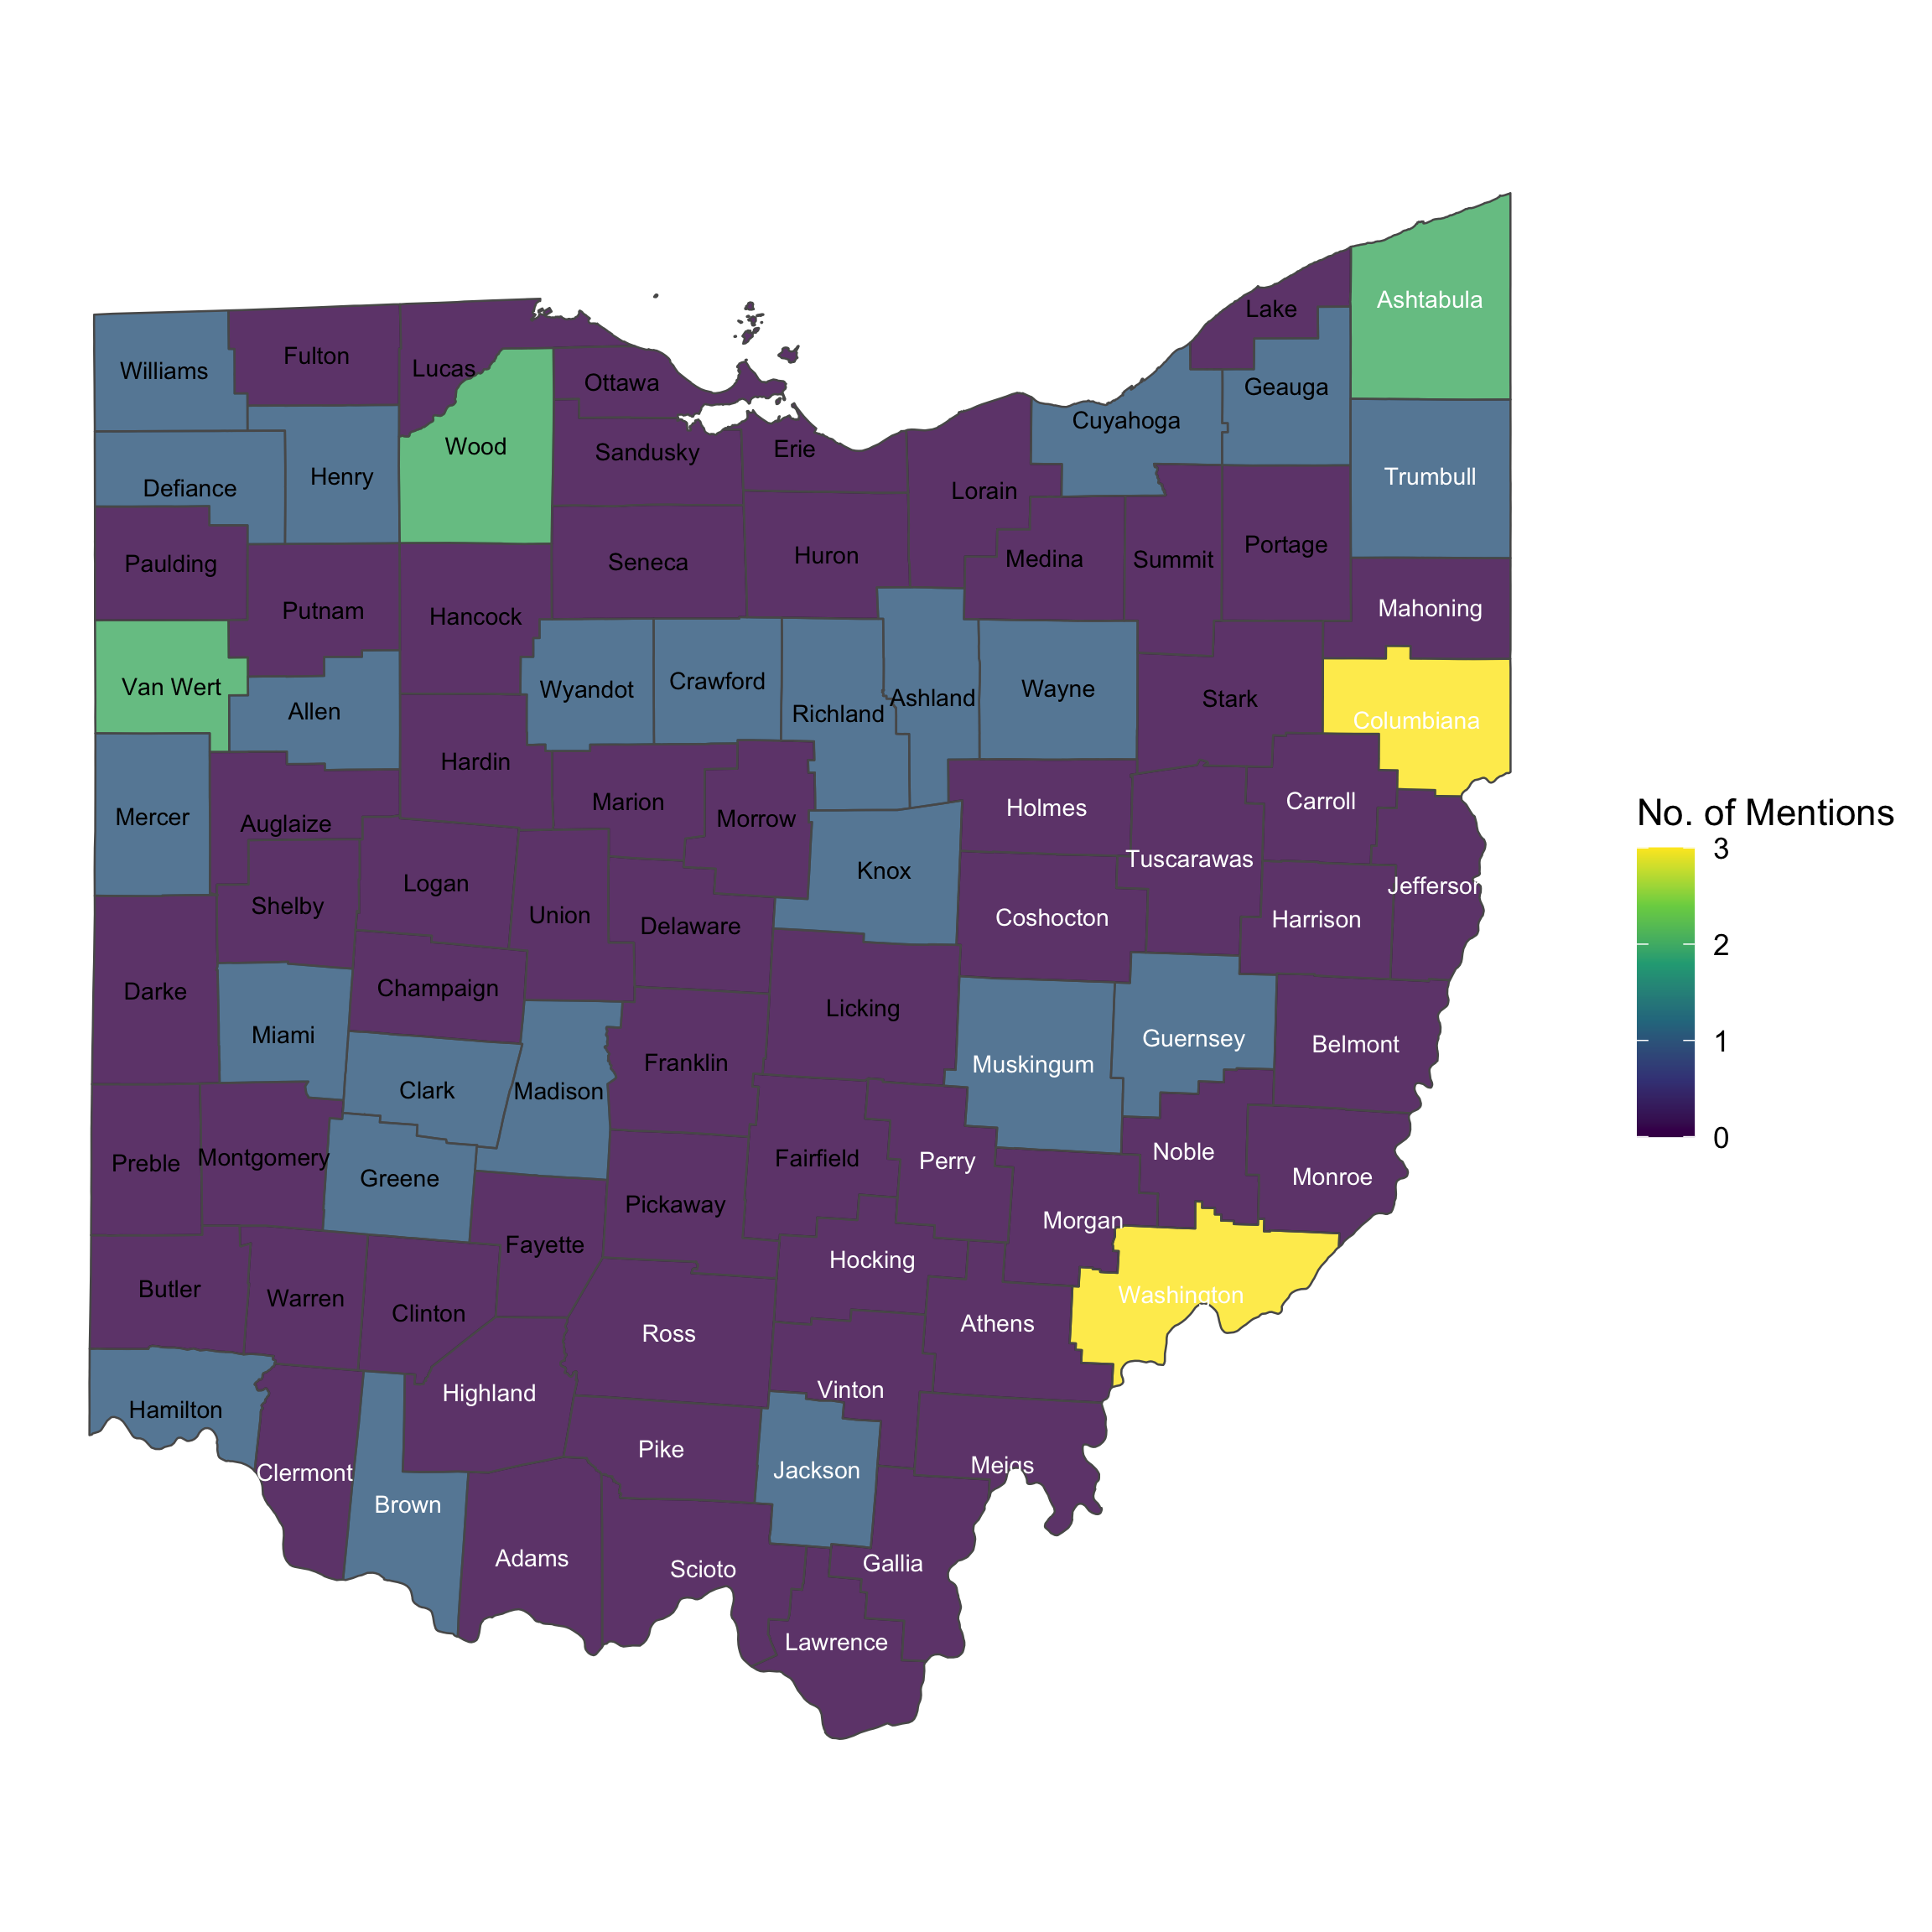 Ashtabula
Lake
Williams
Fulton
Lucas
Ottawa
Geauga
Cuyahoga
Wood
Sandusky
Erie
Trumbull
Defiance
Henry
Lorain
Paulding
Seneca
Huron
Medina
Summit
Portage
Putnam
Hancock
Mahoning
Van Wert
Allen
Wyandot
Crawford
Richland
Ashland
Wayne
Stark
Columbiana
Hardin
Mercer
Auglaize
Marion
Morrow
Holmes
Carroll
No. of Mentions
3
Tuscarawas
Logan
Knox
Jefferson
Shelby
Union
Delaware
Coshocton
Harrison
2
Darke
Champaign
Licking
Miami
Guernsey
Belmont
1
Clark
Madison
Franklin
Muskingum
Preble
Montgomery
Greene
Fairfield
Perry
Noble
Monroe
0
Pickaway
Fayette
Morgan
Hocking
Butler
Warren
Clinton
Ross
Athens
Washington
Hamilton
Highland
Vinton
Clermont
Brown
Pike
Jackson
Meigs
Adams
Scioto
Gallia
Lawrence